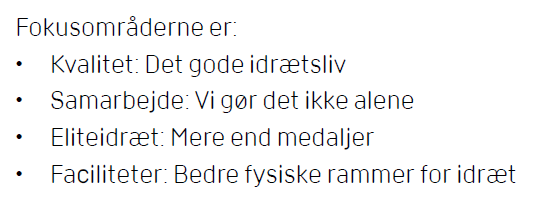 Fokusområderne er:
• Kvalitet: Det gode idrætsliv
• Samarbejde: Vi gør det ikke alene
• Eliteidræt: Mere end medaljer
• Faciliteter: Bedre fysiske rammer for idræt